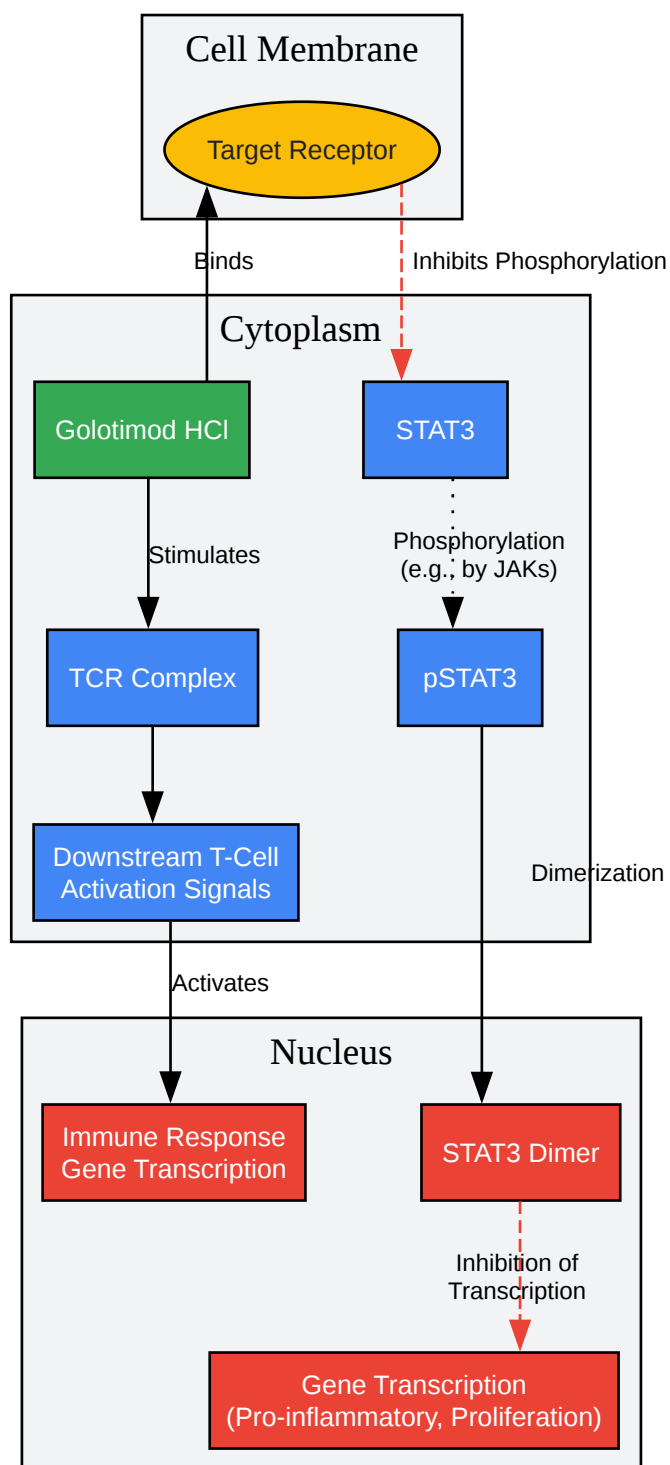 Cell Membrane
Target Receptor
Binds
Inhibits Phosphorylation
Cytoplasm
Golotimod HCl
STAT3
Stimulates
Phosphorylation
(e.g., by JAKs)
TCR Complex
pSTAT3
Downstream T-Cell
Activation Signals
Dimerization
Activates
Nucleus
Immune Response
Gene Transcription
STAT3 Dimer
Inhibition of
Transcription
Gene Transcription
(Pro-inflammatory, Proliferation)